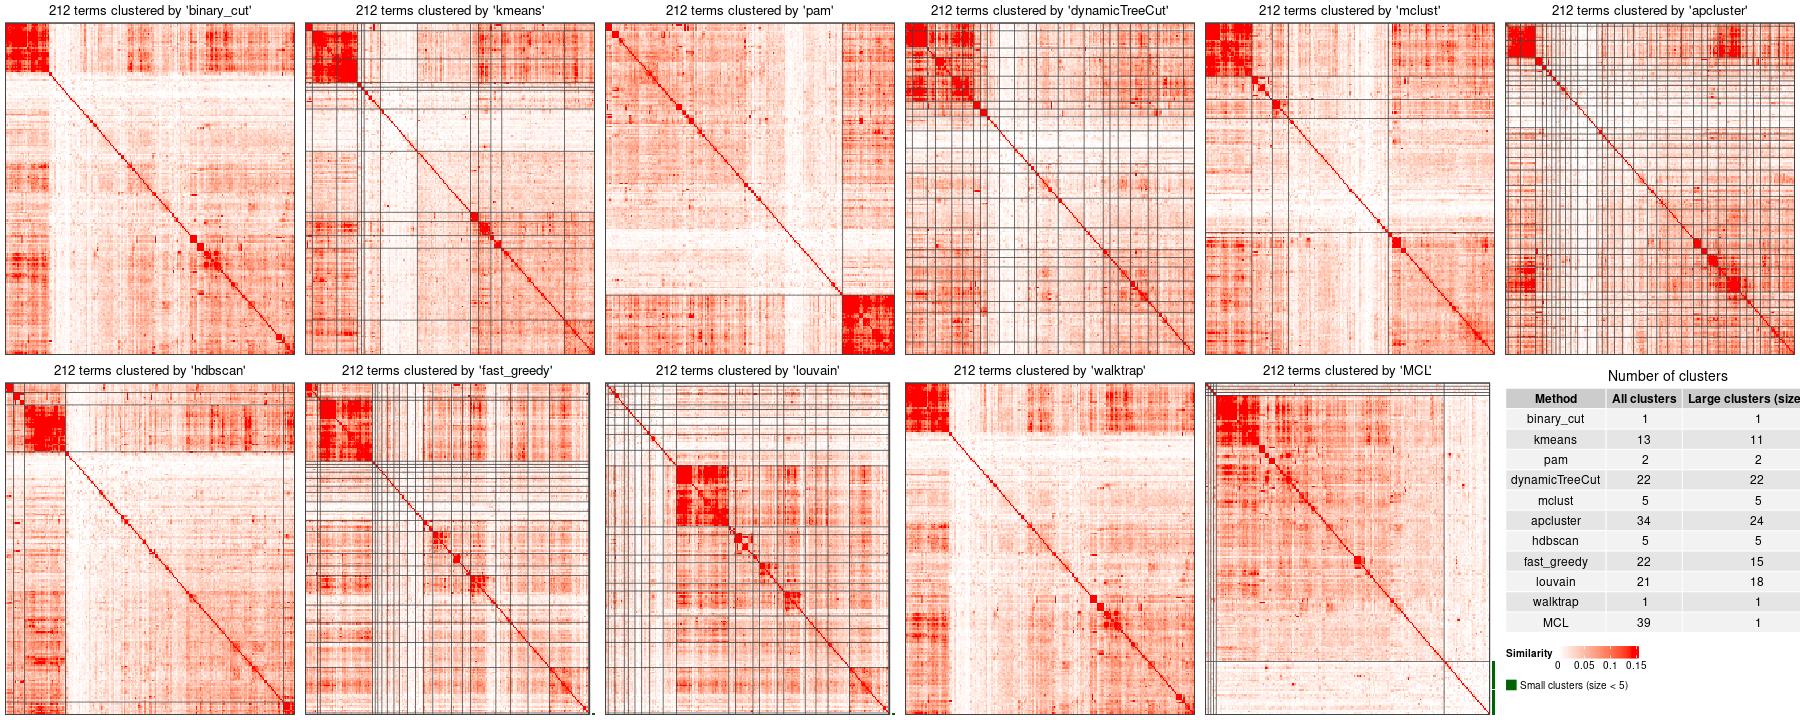 212 terms clustered by 'binary_cut'
212 terms clustered by 'kmeans'
212 terms clustered by 'pam'
212 terms clustered by 'dynamicTreeCut'
212 terms clustered by 'mclust'
212 terms clustered by 'apcluster'
212 terms clustered by 'hdbscan'
212 terms clustered by 'fast_greedy'
212 terms clustered by 'louvain'
212 terms clustered by 'walktrap'
212 terms clustered by 'MCL'
Number of clusters
Method All clusters Large clusters (size
binary_cut 1 1
kmeans 13 11
pam 2 2
dynamicTreeCut 22 22
mclust 5 5
apcluster 34 24
hdbscan 5 5
fast_greedy 22 15
louvain 21 18
walktrap 1 1
MCL 39 1
Similarity
0 0.05 0.1 0.15
Small clusters (size < 5)